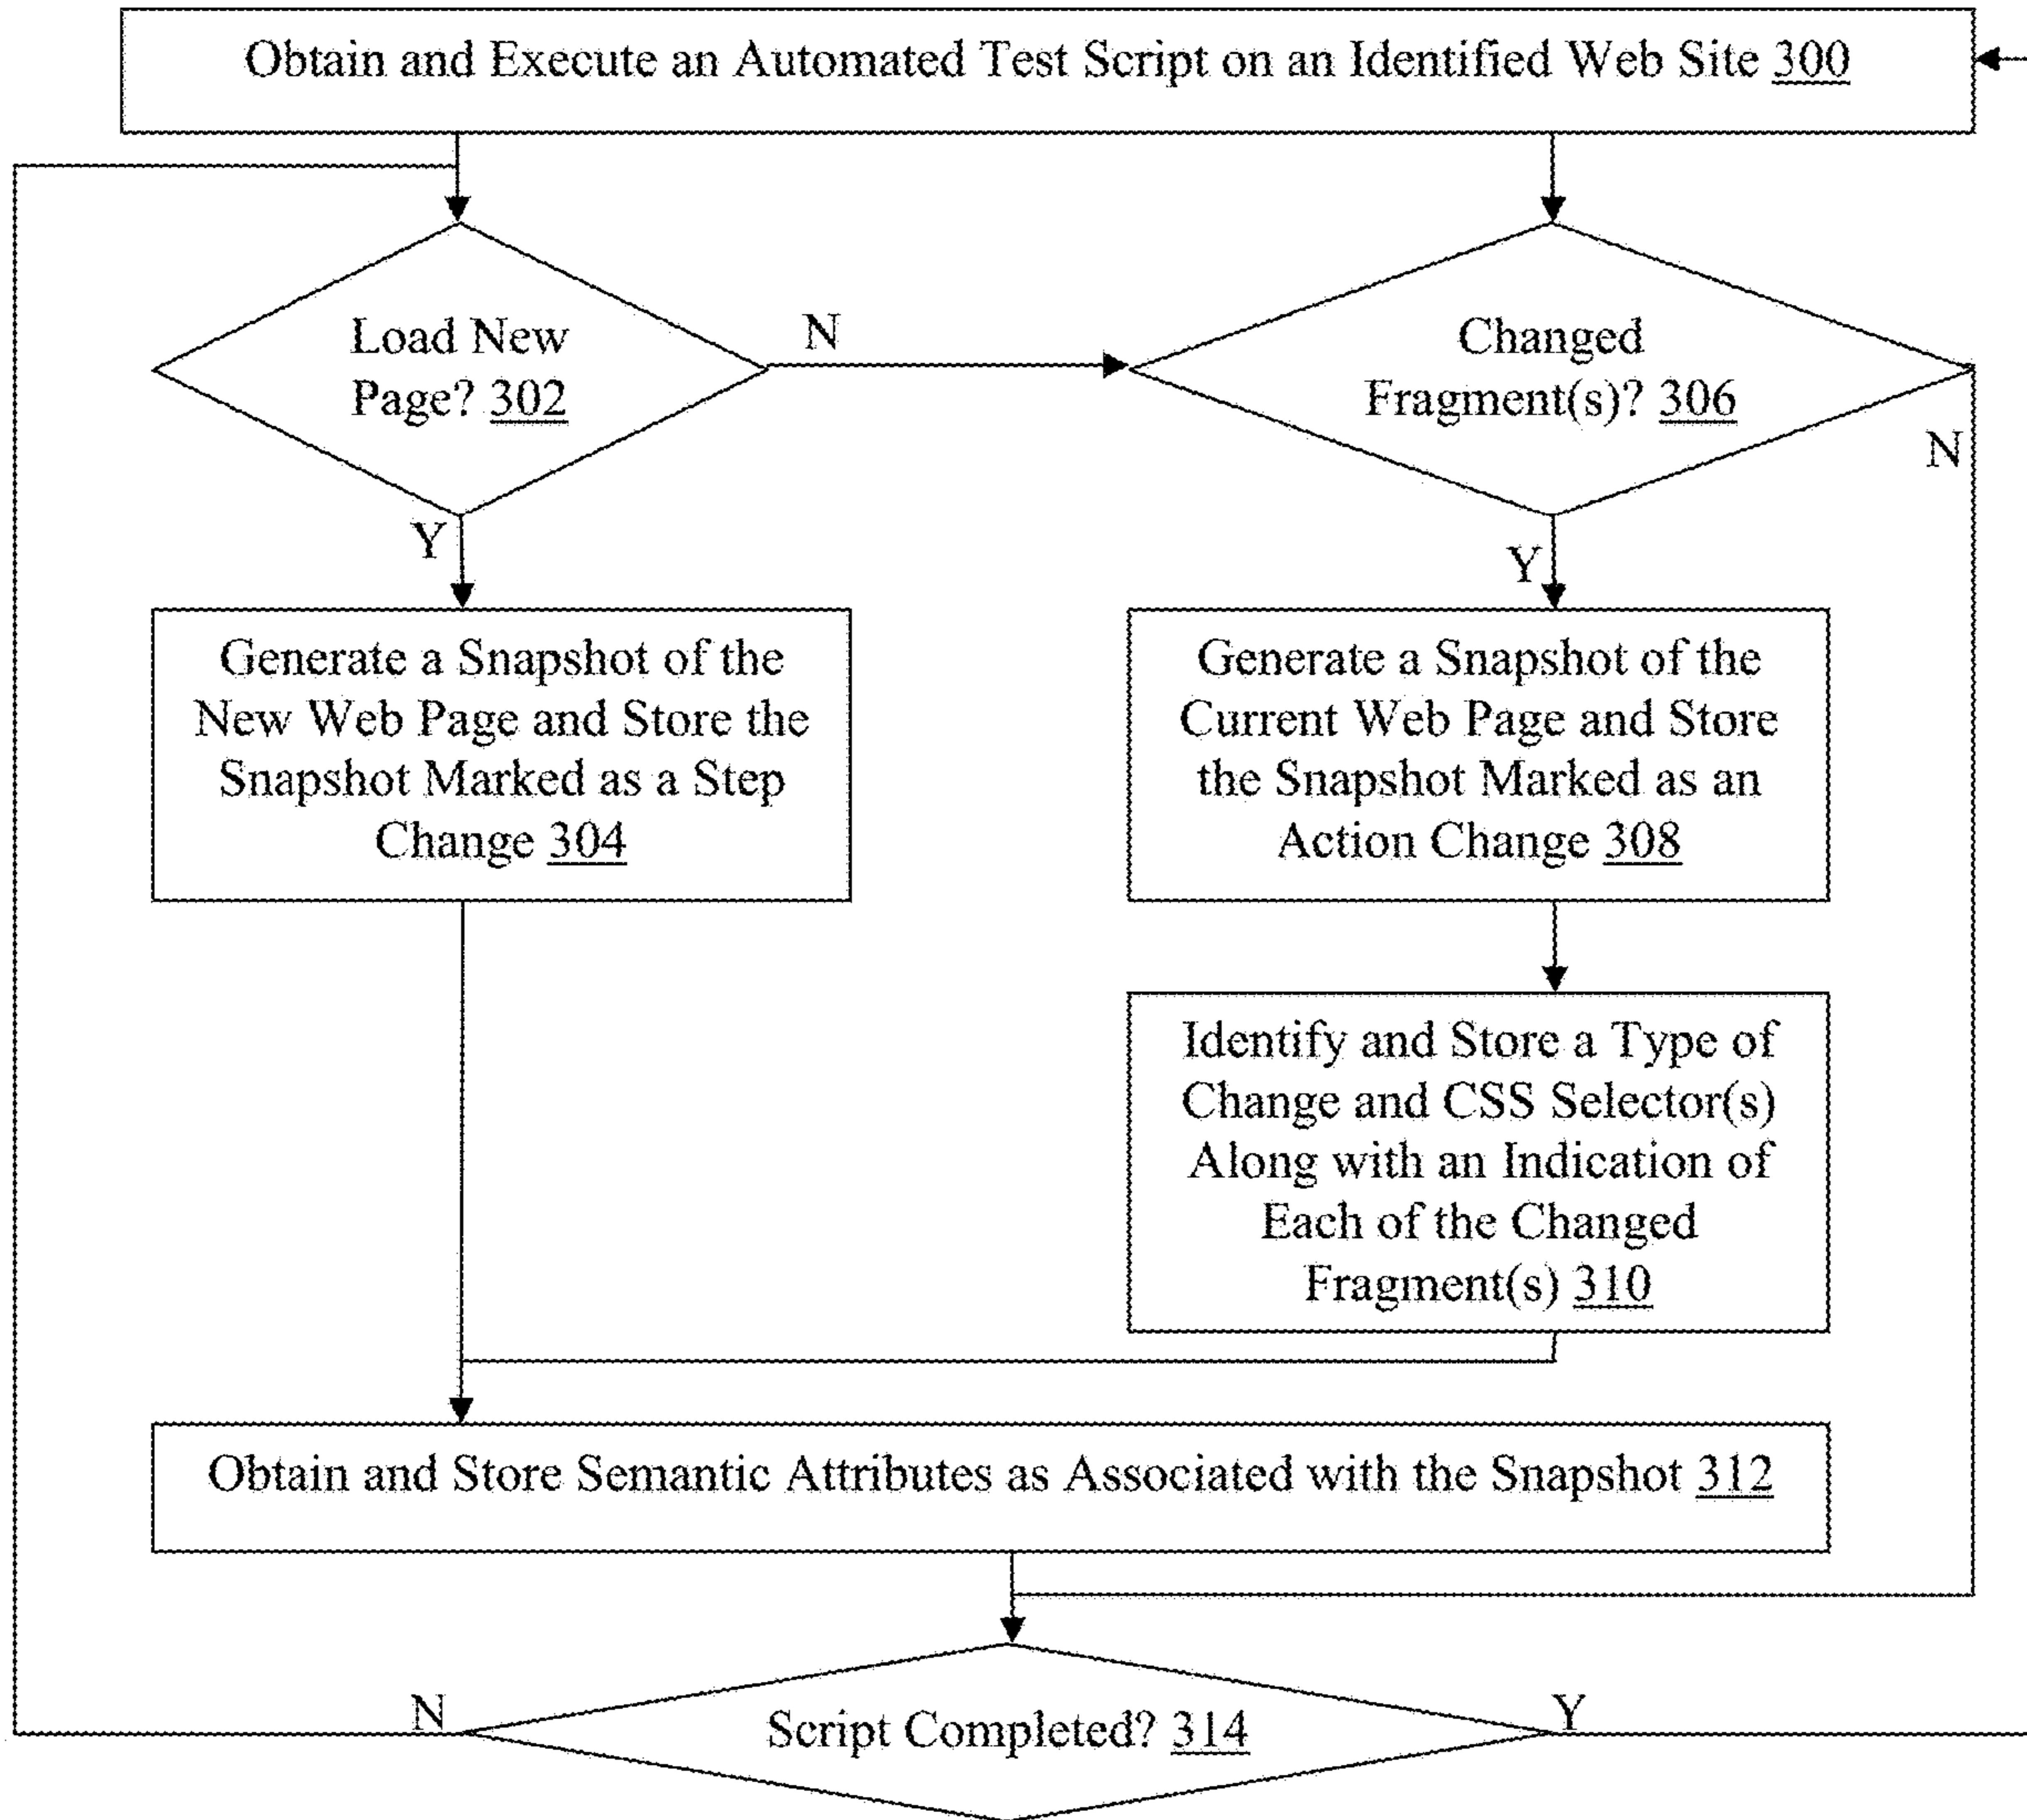 Obtain and Execute an Automated Test Script on an Identified Web Site 300
Load New
Page? 302
N
Changed
Fragment(s)? 306
N
Y
Y
Generate a Snapshot of the
New Web Page and Store the
Snapshot Marked as a Step
Change 304
Generate a Snapshot of the
Current Web Page and Store
the Snapshot Marked as an
Action Change 308
Identify and Store a Type of
Change and CSS Selector(s)
Along with an Indication of
Each of the Changed
Fragment(s) 310
Obtain and Store Semantic Attributes as Associated with the Snapshot 312
N
Script Completed? 314
Y